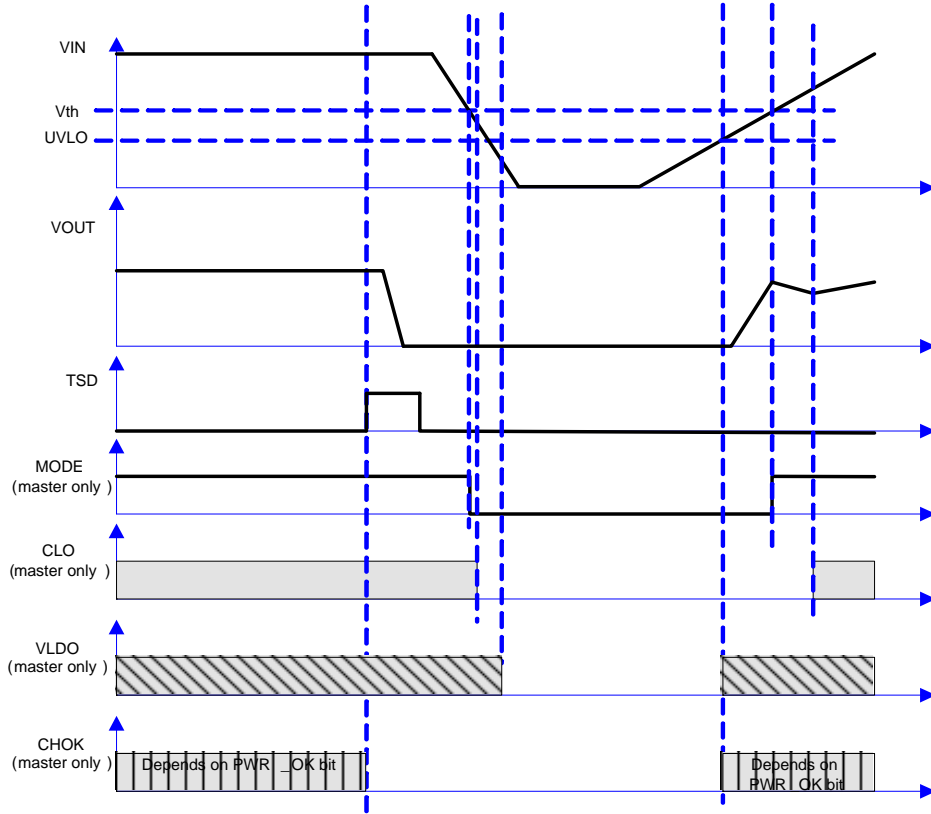 VIN
Vth
UVLO
VOUT
TSD
MODE
(master only )
CLO
(master only )
VLDO
(master only )
CHOK
(master only )
Depends on PWR _OK bit
Depends on
PWR _OK bit